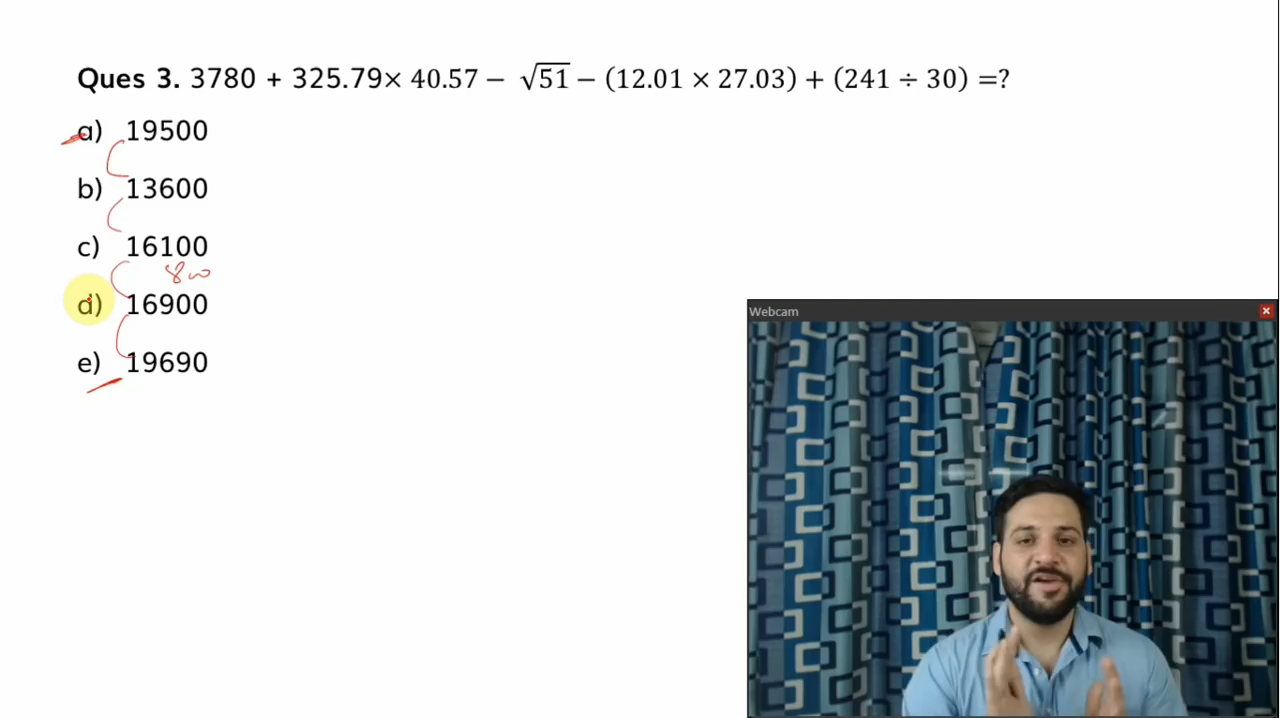 Ques 3. 3780 + 325.79× 40.57 − √51 − (12.01 × 27.03) + (241 ÷ 30) =?
a) 19500
b) 13600
c) 16100
800
d) 16900
e) 19690
Webcam